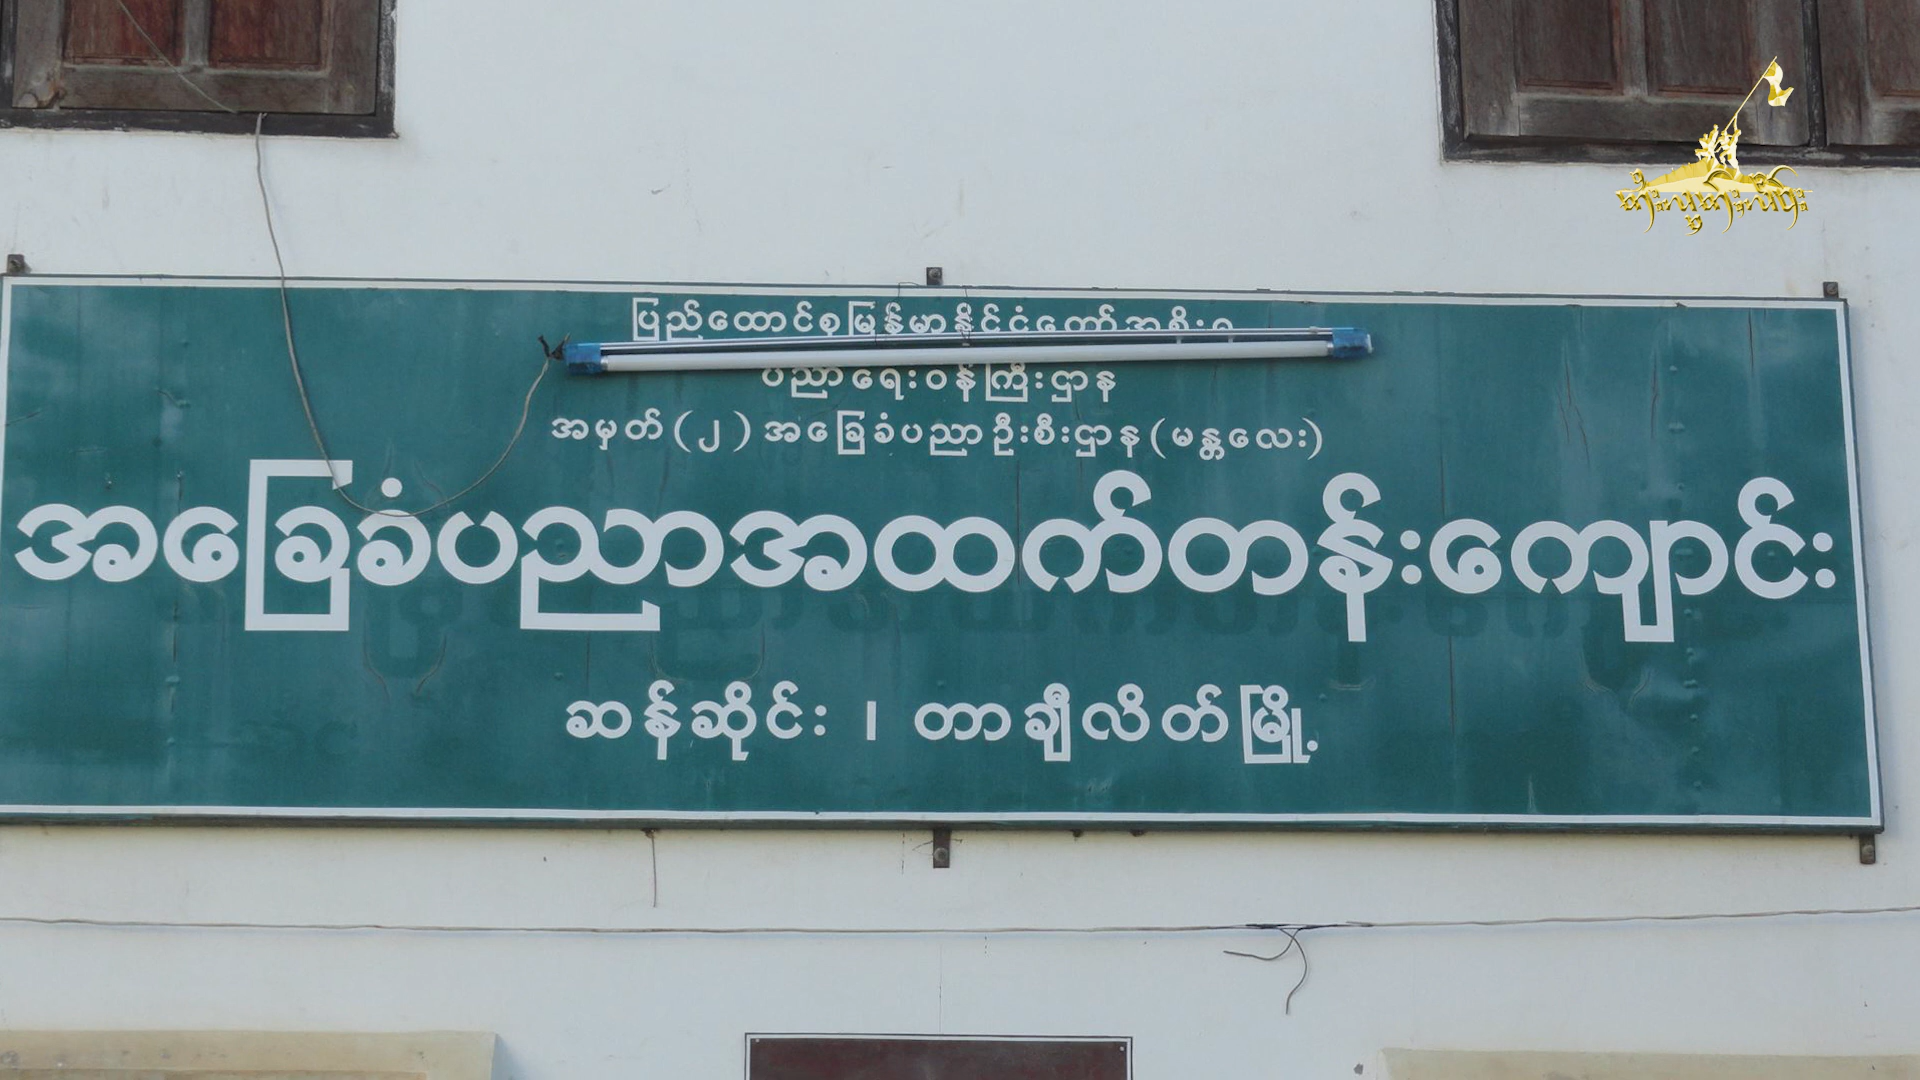 ပြည်ထောင်စုမြန်မာနိုင်ငံတော်အစိုးရ
ပညာရေးဝန်ကြီးဌာန
အမှတ်(၂)အခြေခံပညာဦးစီးဌာန(မန္တလေး)
အခြေခံပညာအထက်တန်းကျောင်း
ဆန်ဆိုင်း၊ တာချီလိတ်မြို့